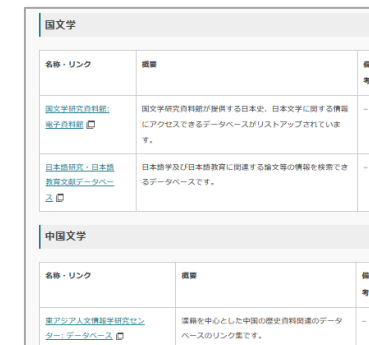 国文学
名称・リンク 概要 備考
国文学研究資料館:
電子資料館
国文学研究資料館が提供する日本史、日本文学に関する情報
にアクセスできるデータベースがリストアップされていま
す。
–
日本語研究・日本語
教育文献データベー
ス
日本語学及び日本語教育に関連する論文等の情報を検索でき
るデータベースです。
–
中国文学
名称・リンク 概要 備考
東アジア人文情報学研究セン
ター: データベース
漢籍を中心とした中国の歴史資料関連のデータ
ベースのリンク集です。
–